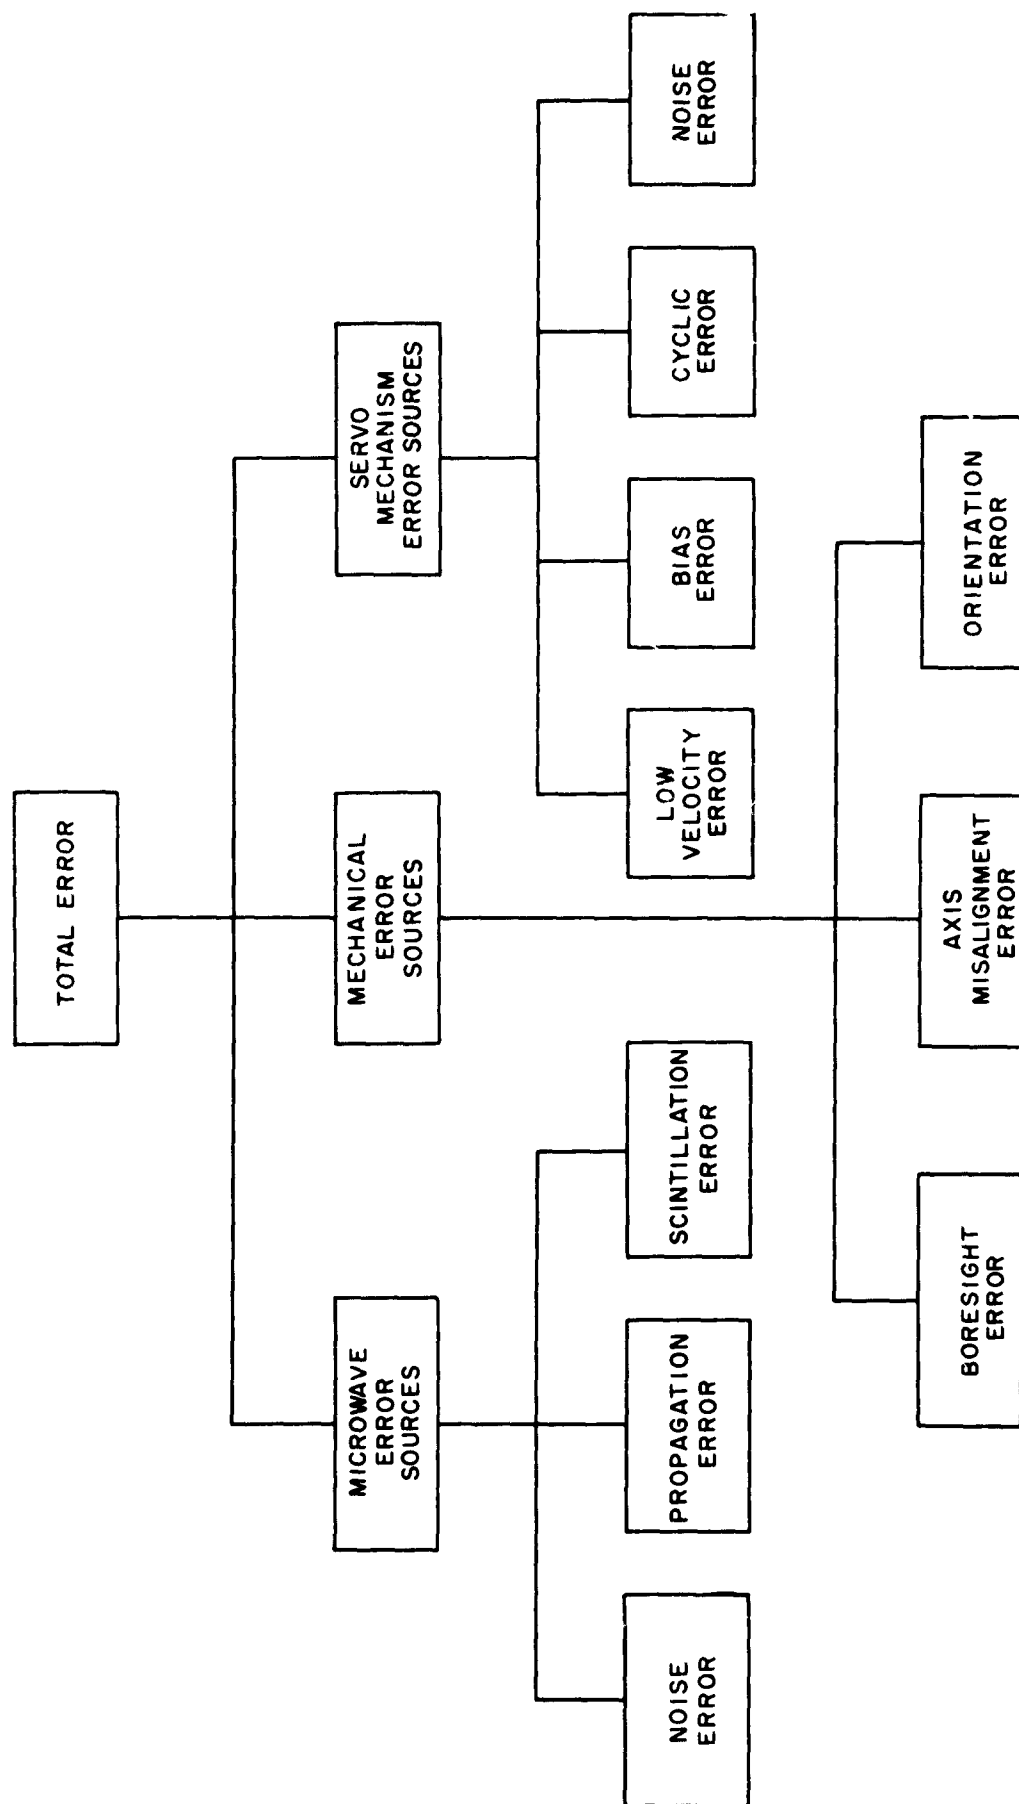 TOTAL ERROR
MICROWAVE
ERROR
SOURCES
MECHANICAL
ERROR
SOURCES
SERVO
MECHANISM
ERROR SOURCES
NOISE
ERROR
PROPAGATION
ERROR
SCINTILLATION
ERROR
LOW
VELOCITY
ERROR
BIAS
ERROR
CYCLIC
ERROR
NOISE
ERROR
BORESIGHT
ERROR
AXIS
MISALIGNMENT
ERROR
ORIENTATION
ERROR